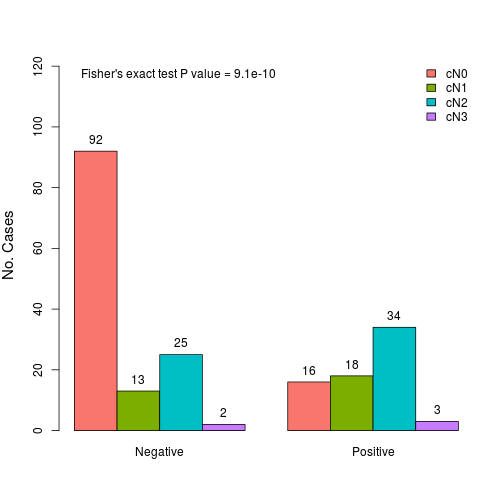 Fisher's exact test P value = 9.1e-10
cN0
cN1
cN2
cN3
No. Cases
120
100
80
60
40
20
0
92
13
25
2
16
18
34
3
Negative
Positive